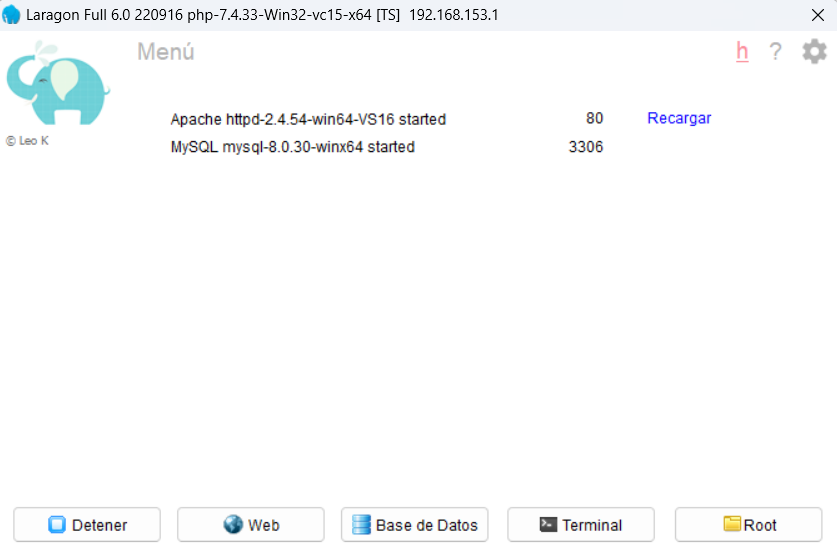 Laragon Full 6.0 220916 php-7.4.33-Win32-vc15-x64 [TS] 192.168.153.1
Menú h ?
© Leo K
Apache httpd-2.4.54-win64-VS16 started 80 Recargar
MySQL mysql-8.0.30-winx64 started 3306
Detener Web Base de Datos Terminal Root